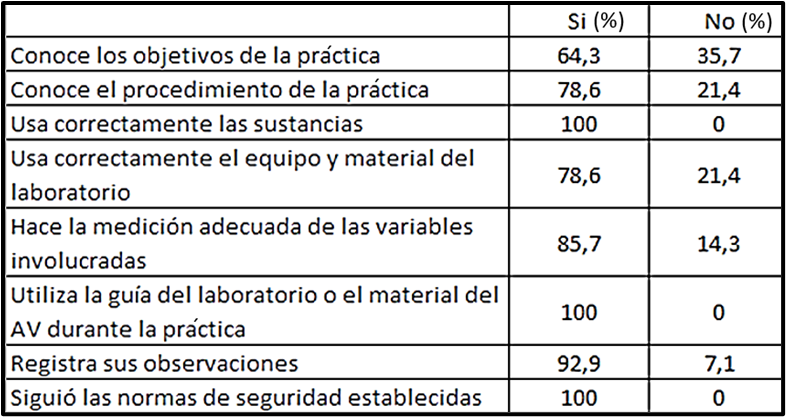 Si (%) No (%)
Conoce los objetivos de la práctica 64,3 35,7
Conoce el procedimiento de la práctica 78,6 21,4
Usa correctamente las sustancias 100 0
Usa correctamente el equipo y material del
laboratorio 78,6 21,4
Hace la medición adecuada de las variables
involucradas 85,7 14,3
Utiliza la guía del laboratorio o el material del
AV durante la práctica 100 0
Registra sus observaciones 92,9 7,1
Siguió las normas de seguridad establecidas 100 0